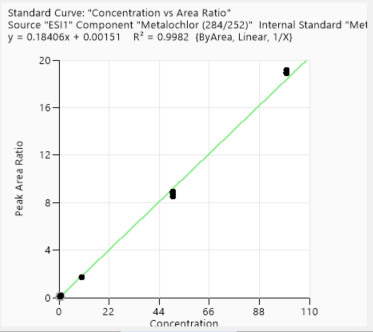 Standard Curve: "Concentration vs Area Ratio"
Source "ESI1" Component "Metalochlor (284/252)" Internal Standard "Met
y = 0.18406x + 0.00151 R² = 0.9982 (ByArea, Linear, 1/X)
20
16
12
8
4
0
Peak Area Ratio
0 22 44 66 88 110
Concentration